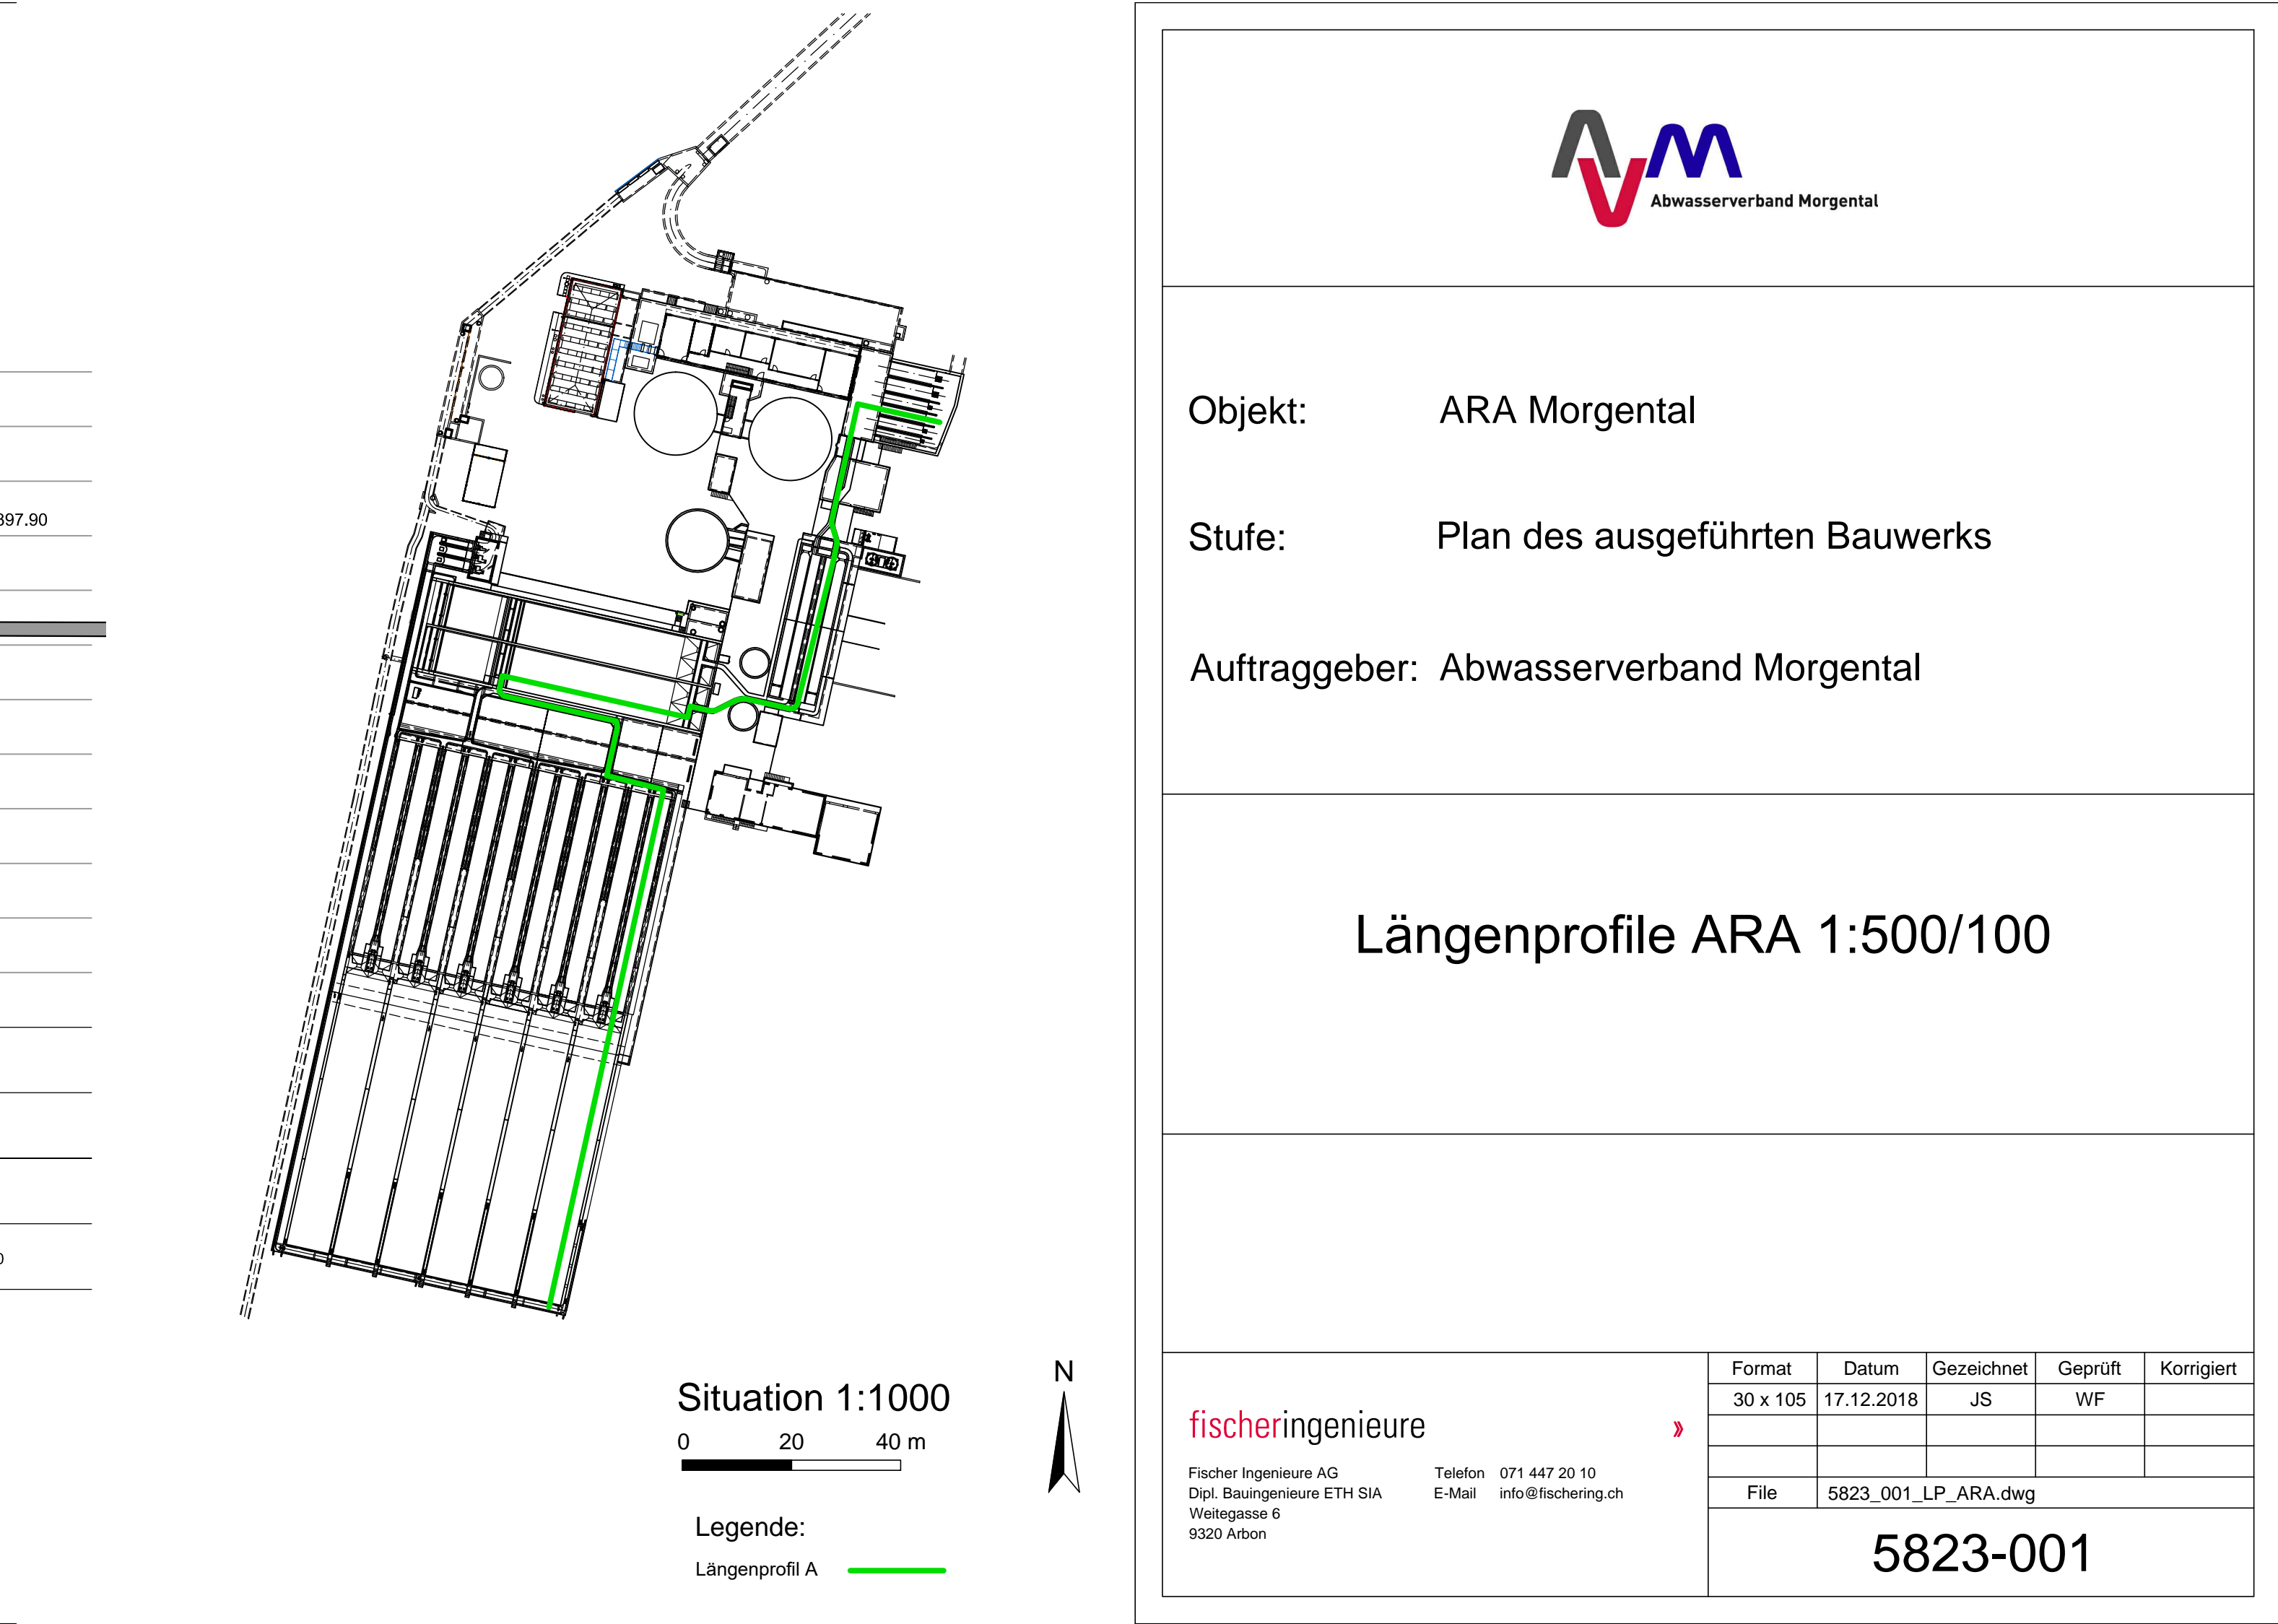 Abwasserverband Morgental
Objekt: ARA Morgental
Stufe: Plan des ausgeführten Bauwerks
Auftraggeber: Abwasserverband Morgental
Längenprofile ARA 1:500/100
Situation 1:1000
0 20 40 m
N
Legende:
Längenprofil A
fischeringenieure »
Fischer Ingenieure AG Telefon 071 447 20 10
Dipl. Bauingenieure ETH SIA E-Mail info@fischering.ch
Weitegasse 6
9320 Arbon
Format Datum Gezeichnet Geprüft Korrigiert
30 x 105 17.12.2018 JS WF
File 5823_001_LP_ARA.dwg
5823-001